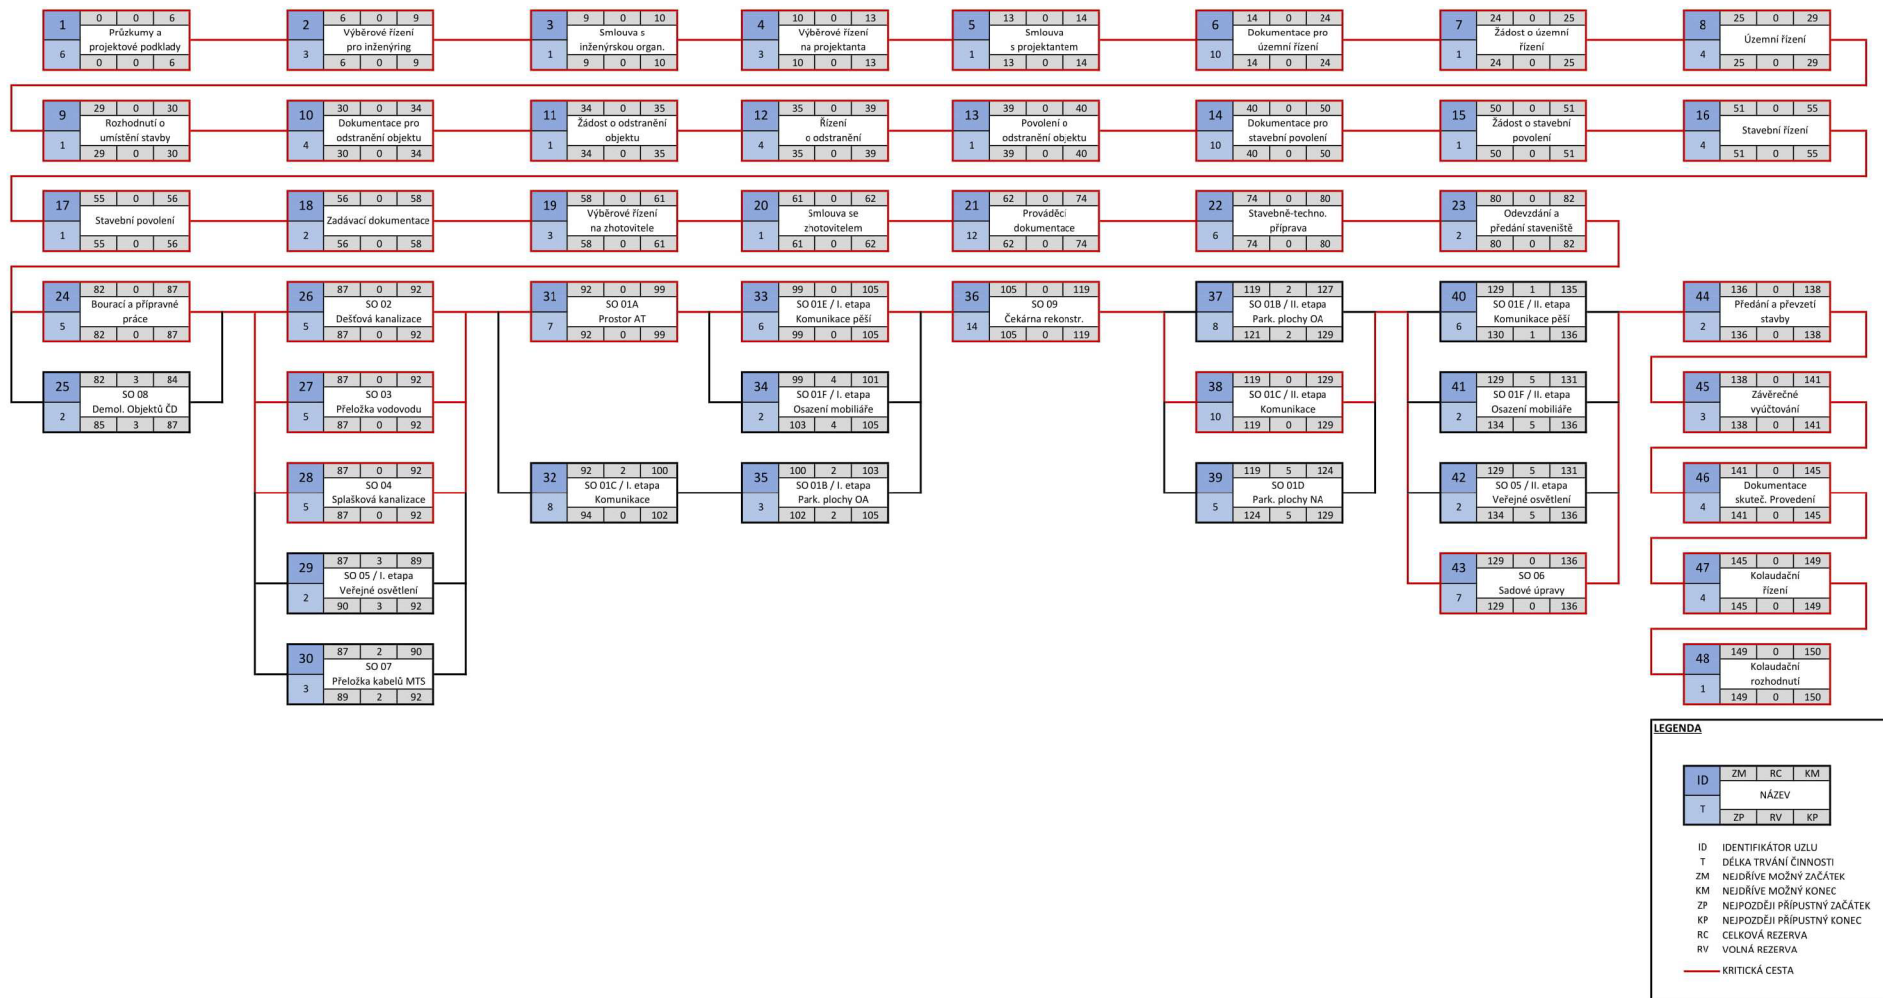 1
0 0 6
Průzkumy a
projektové podklady
6
0 0 6
2
6 0 9
Výběrové řízení
pro inženýring
3
6 0 9
3
9 0 10
Smlouva s
inženýrskou organ.
1
9 0 10
4
10 0 13
Výběrové řízení
na projektanta
3
10 0 13
5
13 0 14
Smlouva
s projektantem
1
13 0 14
6
14 0 24
Dokumentace pro
územní řízení
10
14 0 24
7
24 0 25
Žádost o územní
řízení
1
24 0 25
8
25 0 29
Územní řízení
4
25 0 29
9
29 0 30
Rozhodnutí o
umístění stavby
1
29 0 30
10
30 0 34
Dokumentace pro
odstranění objektu
4
30 0 34
11
34 0 35
Žádost o odstranění
objektu
1
34 0 35
12
35 0 39
Řízení
o odstranění
4
35 0 39
13
39 0 40
Povolení o
odstranění objektu
1
39 0 40
14
40 0 50
Dokumentace pro
stavební povolení
10
40 0 50
15
50 0 51
Žádost o stavební
povolení
1
50 0 51
16
51 0 55
Stavební řízení
4
51 0 55
17
55 0 56
Stavební povolení
1
55 0 56
18
56 0 58
Zadávací dokumentace
2
56 0 58
19
58 0 61
Výběrové řízení
na zhotovitele
3
58 0 61
20
61 0 62
Smlouva se
zhotovitelem
1
61 0 62
21
62 0 74
Prováděcí
dokumentace
12
62 0 74
22
74 0 80
Stavebně-techno.
příprava
6
74 0 80
23
80 0 82
Odevzdání a
předání staveniště
2
80 0 82
24
82 0 87
Bourací a přípravné
práce
5
82 0 87
26
87 0 92
SO 02
Dešťová kanalizace
5
87 0 92
31
92 0 99
SO 01A
Prostor AT
7
92 0 99
33
99 0 105
SO 01E / I. etapa
Komunikace pěší
6
99 0 105
36
105 0 119
SO 09
Čekárna rekonstr.
14
105 0 119
37
119 2 127
SO 01B / II. etapa
Park. plochy OA
8
121 2 129
40
129 1 135
SO 01E / II. etapa
Komunikace pěší
6
130 1 136
44
136 0 138
Předání a převzetí
stavby
2
136 0 138
25
82 3 84
SO 08
Demol. Objektů ČD
2
85 3 87
27
87 0 92
SO 03
Přeložka vodovodu
5
87 0 92
34
99 4 101
SO 01F / I. etapa
Osazení mobiliáře
2
103 4 105
38
119 0 129
SO 01C / II. etapa
Komunikace
10
119 0 129
41
129 5 131
SO 01F / II. etapa
Osazení mobiliáře
2
134 5 136
45
138 0 141
Závěrečné
vyúčtování
3
138 0 141
28
87 0 92
SO 04
Splašková kanalizace
5
87 0 92
32
92 2 100
SO 01C / I. etapa
Komunikace
8
94 0 102
35
100 2 103
SO 01B / I. etapa
Park. plochy OA
3
102 2 105
39
119 5 124
SO 01D
Park. plochy NA
5
124 5 129
42
129 5 131
SO 05 / II. etapa
Veřejné osvětlení
2
134 5 136
46
141 0 145
Dokumentace
skuteč. Provedení
4
141 0 145
29
87 3 89
SO 05 / I. etapa
Veřejné osvětlení
2
90 3 92
43
129 0 136
SO 06
Sadové úpravy
7
129 0 136
47
145 0 149
Kolaudační
řízení
4
145 0 149
30
87 2 90
SO 07
Přeložka kabelů MTS
3
89 2 92
48
149 0 150
Kolaudační
rozhodnutí
1
149 0 150
LEGENDA
ID
ZM RC KM
NÁZEV
T
ZP RV KP
ID IDENTIFIKÁTOR UZLU
T DÉLKA TRVÁNÍ ČINNOSTI
ZM NEJDŘÍVE MOŽNÝ ZAČÁTEK
KM NEJDŘÍVE MOŽNÝ KONEC
ZP NEJPOZDĚJI PŘÍPUSTNÝ ZAČÁTEK
KP NEJPOZDĚJI PŘÍPUSTNÝ KONEC
RC CELKOVÁ REZERVA
RV VOLNÁ REZERVA
KRITICKÁ CESTA